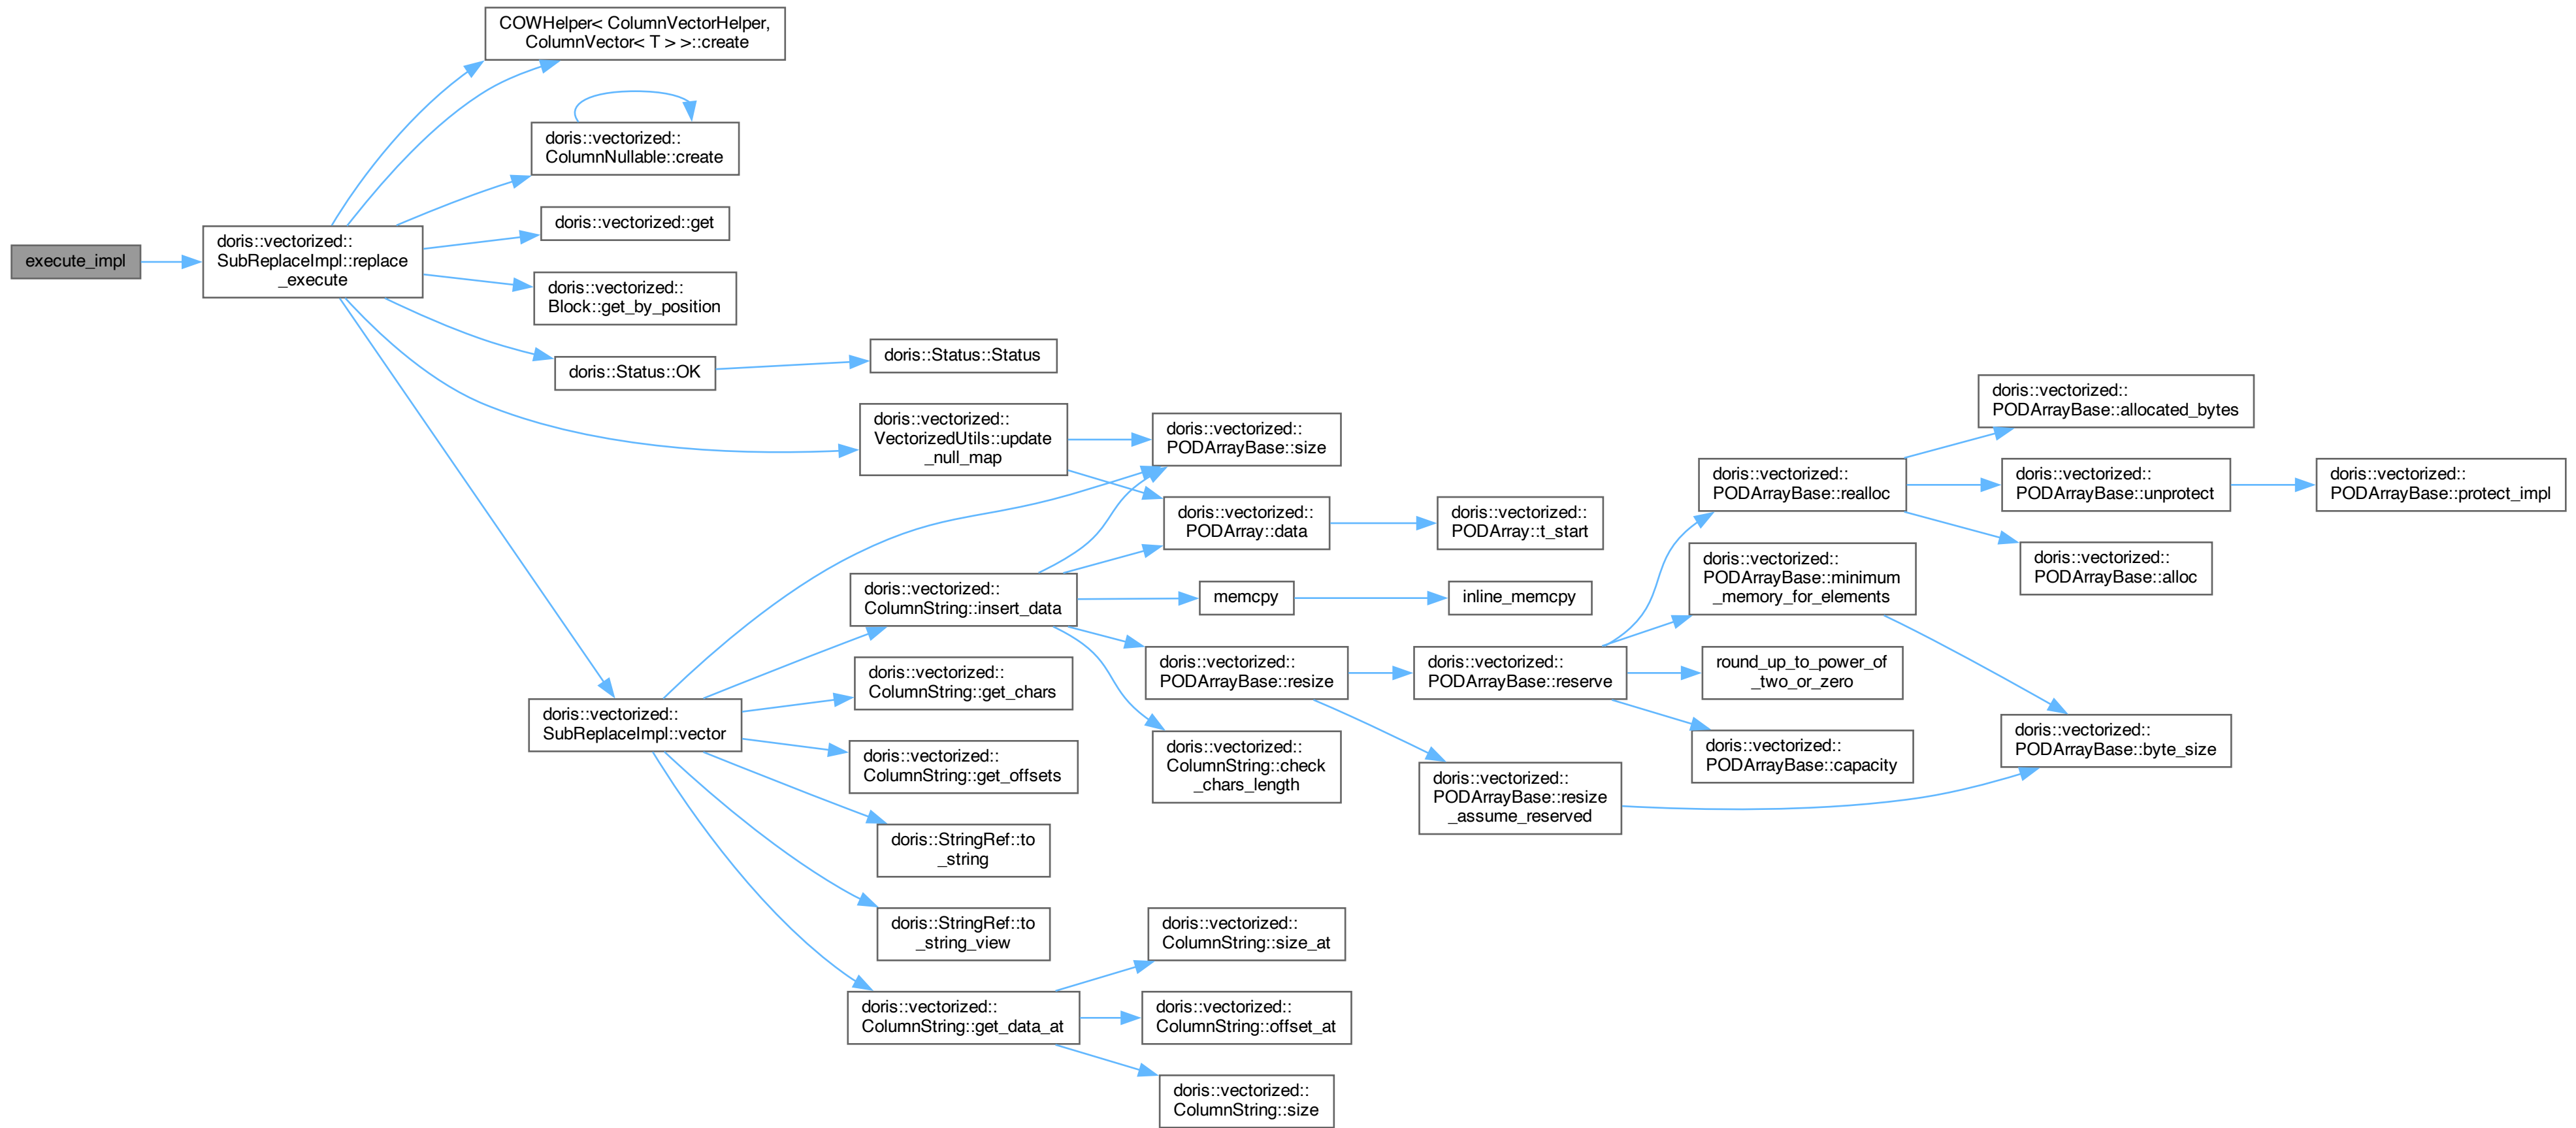 execute_impl
doris::vectorized::
SubReplaceImpl::replace
_execute
COWHelper< ColumnVectorHelper,
ColumnVector< T > >::create
doris::vectorized::
ColumnNullable::create
doris::vectorized::get
doris::vectorized::
Block::get_by_position
doris::Status::OK
doris::Status::Status
doris::vectorized::
VectorizedUtils::update
_null_map
doris::vectorized::
PODArrayBase::size
doris::vectorized::
PODArray::data
doris::vectorized::
PODArray::t_start
doris::vectorized::
SubReplaceImpl::vector
doris::vectorized::
ColumnString::insert_data
memcpy
inline_memcpy
doris::vectorized::
PODArrayBase::resize
doris::vectorized::
PODArrayBase::reserve
doris::vectorized::
PODArrayBase::realloc
doris::vectorized::
PODArrayBase::allocated_bytes
doris::vectorized::
PODArrayBase::unprotect
doris::vectorized::
PODArrayBase::protect_impl
doris::vectorized::
PODArrayBase::alloc
doris::vectorized::
PODArrayBase::minimum
_memory_for_elements
round_up_to_power_of
_two_or_zero
doris::vectorized::
PODArrayBase::capacity
doris::vectorized::
PODArrayBase::byte_size
doris::vectorized::
PODArrayBase::resize
_assume_reserved
doris::vectorized::
ColumnString::check
_chars_length
doris::vectorized::
ColumnString::get_chars
doris::vectorized::
ColumnString::get_offsets
doris::StringRef::to
_string
doris::StringRef::to
_string_view
doris::vectorized::
ColumnString::get_data_at
doris::vectorized::
ColumnString::size_at
doris::vectorized::
ColumnString::offset_at
doris::vectorized::
ColumnString::size